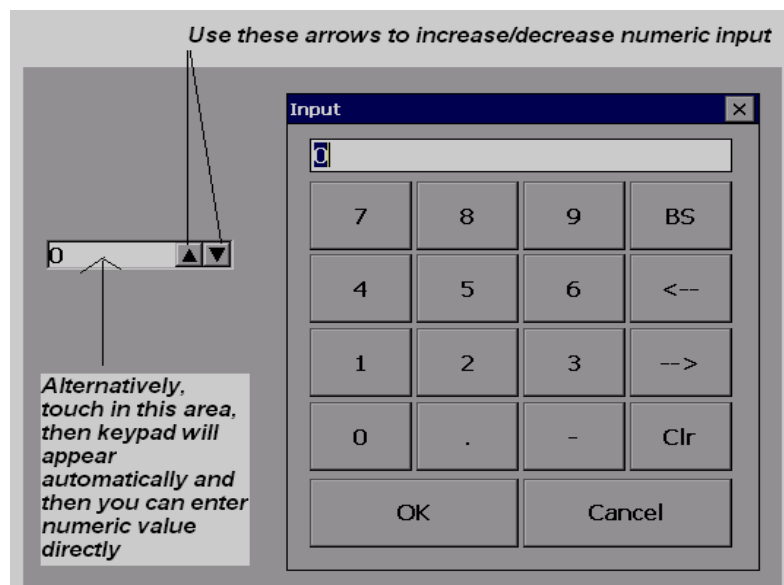 Use these arrows to increase/decrease numeric input
Input
0
7 8 9 BS
0
4 5 6 <--
1 2 3 -->
Alternatively,
touch in this area,
then keypad will
appear
automatically and
then you can enter
numeric value
directly
0 . - Clr
OK Cancel